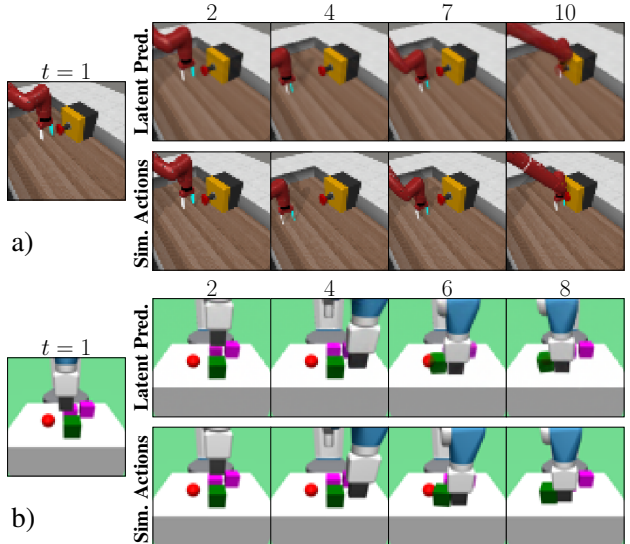 2 4 7 10
t = 1
Latent Pred.
Sim. Actions
a)
2 4 6 8
t = 1
Latent Pred.
Sim. Actions
b)